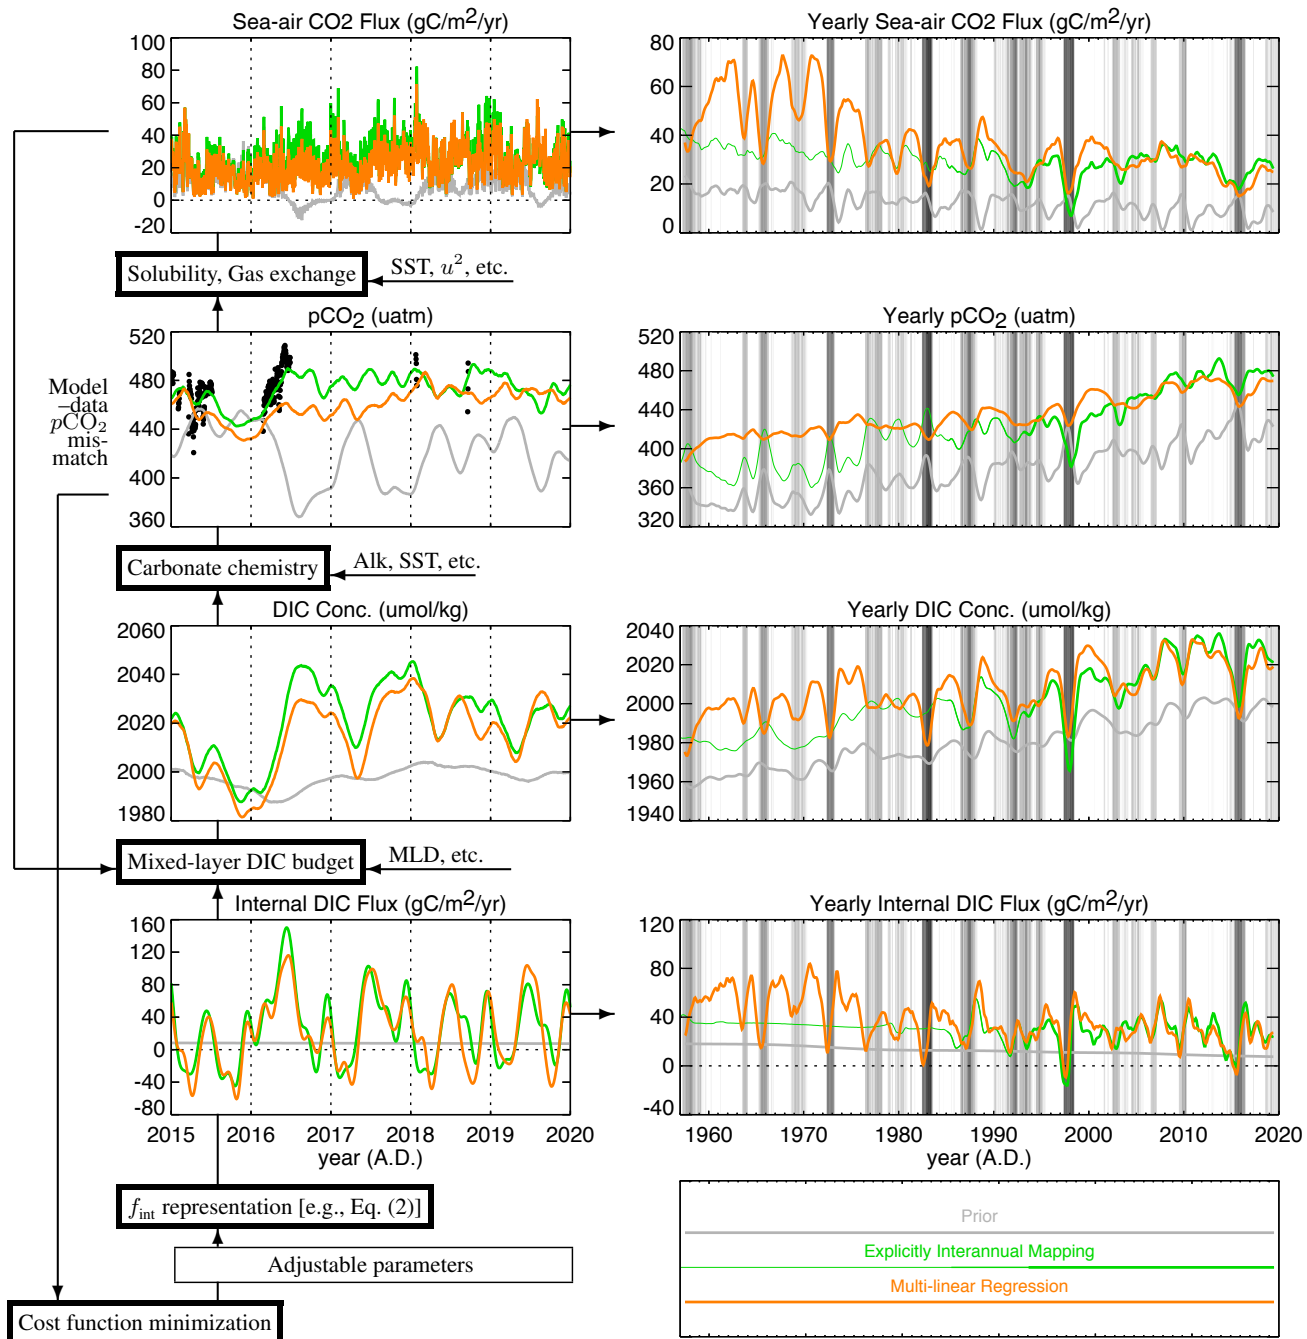 Sea-air CO2 Flux (gC/m2/yr)
100
80
60
40
20
0
-20
Yearly Sea-air CO2 Flux (gC/m2/yr)
80
60
40
20
0
Solubility, Gas exchange
SST, u², etc.
pCO2 (uatm)
520
480
440
400
360
Model
–data
pCO2
mis-
match
Yearly pCO2 (uatm)
520
480
440
400
360
320
Carbonate chemistry
Alk, SST, etc.
DIC Conc. (umol/kg)
2060
2040
2020
2000
1980
Yearly DIC Conc. (umol/kg)
2040
2020
2000
1980
1960
1940
Mixed-layer DIC budget
MLD, etc.
Internal DIC Flux (gC/m2/yr)
160
120
80
40
0
-40
-80
2015 2016 2017 2018 2019 2020
year (A.D.)
Yearly Internal DIC Flux (gC/m2/yr)
120
80
40
0
-40
1960 1970 1980 1990 2000 2010 2020
year (A.D.)
fint representation [e.g., Eq. (2)]
Adjustable parameters
Cost function minimization
Prior
Explicitly Interannual Mapping
Multi-linear Regression